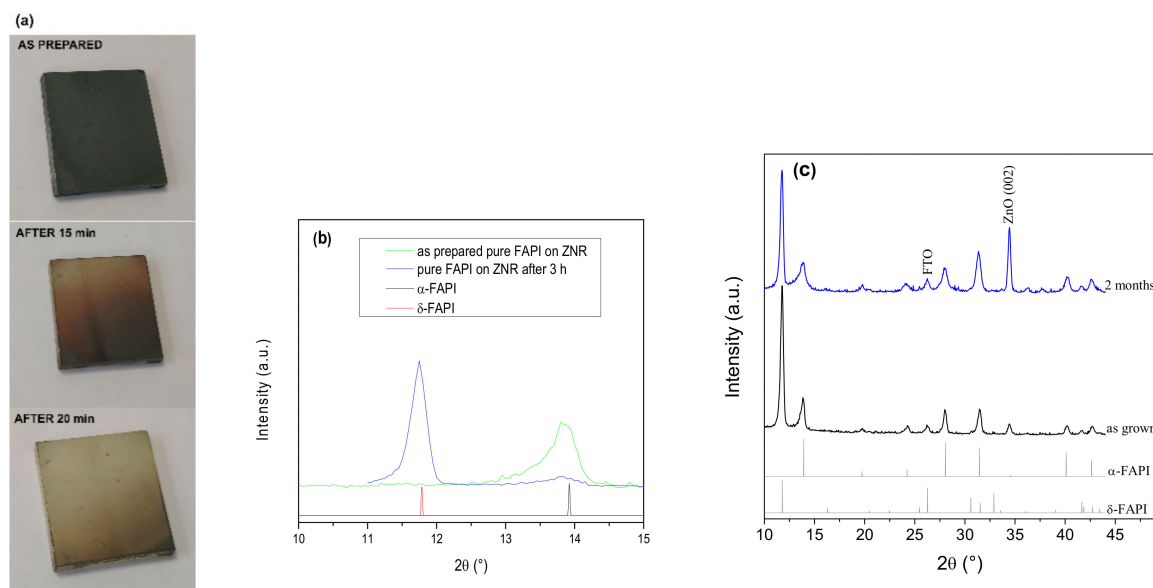 (a)
AS PREPARED
AFTER 15 min
AFTER 20 min
(b)
as prepared pure FAPI on ZNR
pure FAPI on ZNR after 3 h
α-FAPI
δ-FAPI
Intensity (a.u.)
10 11 12 13 14 15
2θ (°)
(c)
ZnO (002)
FTO
2 months
as grown
α-FAPI
δ-FAPI
Intensity (a.u.)
10 15 20 25 30 35 40 45
2θ (°)